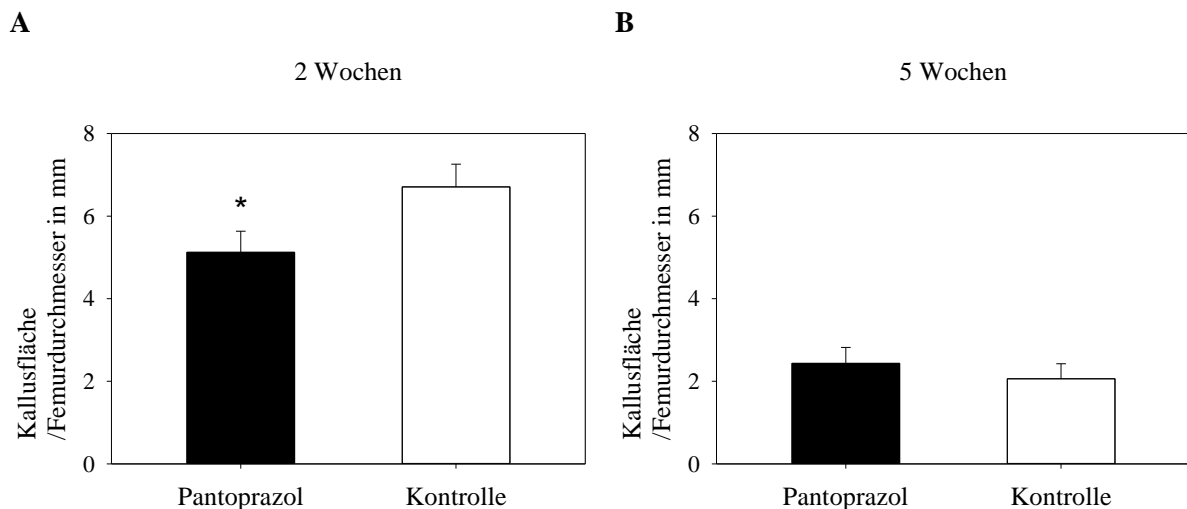 A
2 Wochen
Kallusfläche
/Femurdurchmesser in mm
8
6
4
2
0
*
Pantoprazol
Kontrolle
B
5 Wochen
Kallusfläche
/Femurdurchmesser in mm
8
6
4
2
0
Pantoprazol
Kontrolle